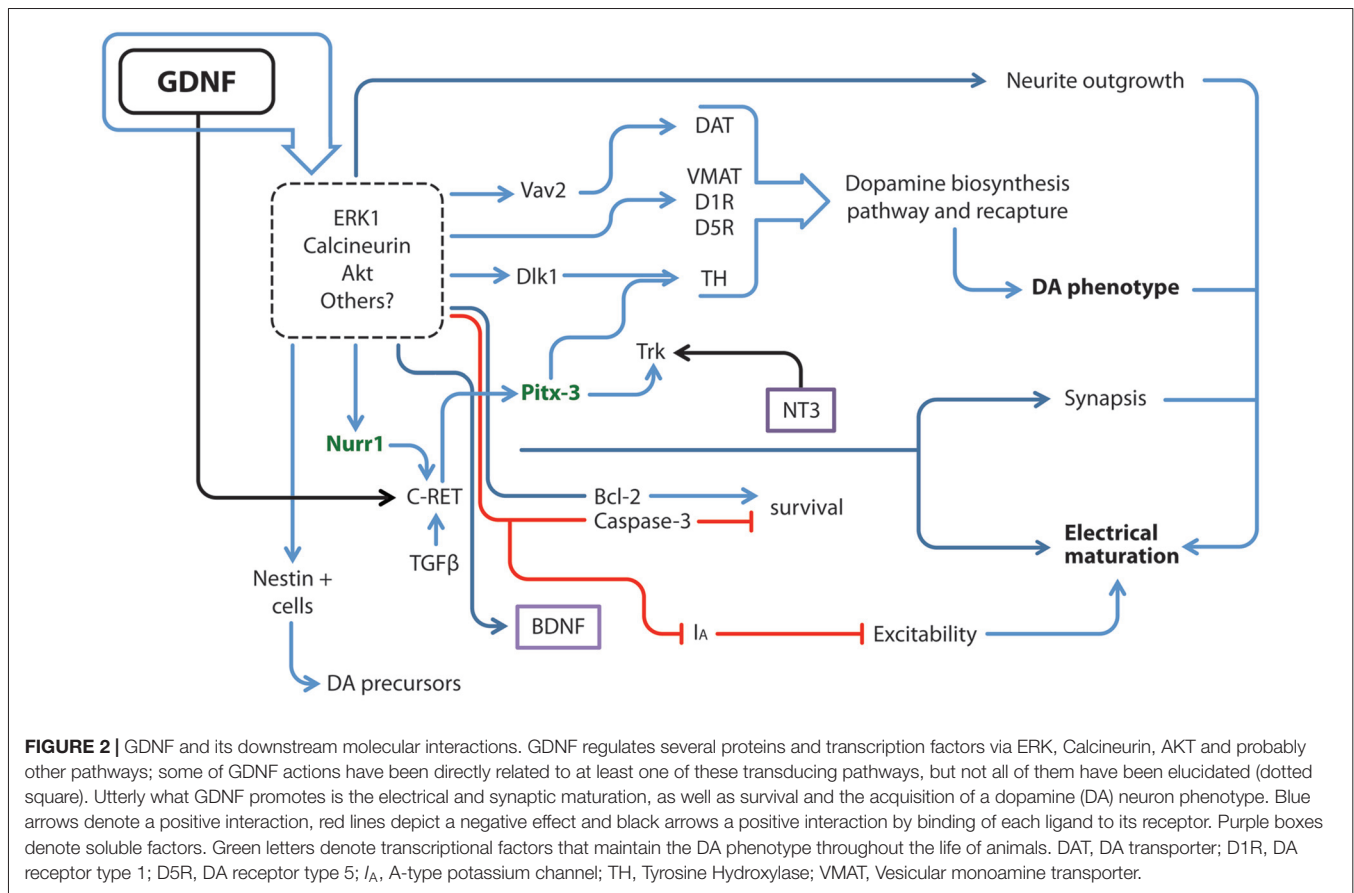 GDNF
Neurite outgrowth
DAT
Vav2
VMAT
D1R
D5R
Dopamine biosynthesis
pathway and recapture
ERK1
Calcineurin
Akt
Others?
Dlk1
TH
DA phenotype
Trk
Pitx-3
NT3
Synapsis
Nurr1
C-RET
Bcl-2
Caspase-3
survival
TGFβ
Electrical
maturation
Nestin +
cells
BDNF
IA
Excitability
DA precursors
FIGURE 2 | GDNF and its downstream molecular interactions. GDNF regulates several proteins and transcription factors via ERK, Calcineurin, AKT and probably
other pathways; some of GDNF actions have been directly related to at least one of these transducing pathways, but not all of them have been elucidated (dotted
square). Utterly what GDNF promotes is the electrical and synaptic maturation, as well as survival and the acquisition of a dopamine (DA) neuron phenotype. Blue
arrows denote a positive interaction, red lines depict a negative effect and black arrows a positive interaction by binding of each ligand to its receptor. Purple boxes
denote soluble factors. Green letters denote transcriptional factors that maintain the DA phenotype throughout the life of animals. DAT, DA transporter; D1R, DA
receptor type 1; D5R, DA receptor type 5; IA, A-type potassium channel; TH, Tyrosine Hydroxylase; VMAT, Vesicular monoamine transporter.